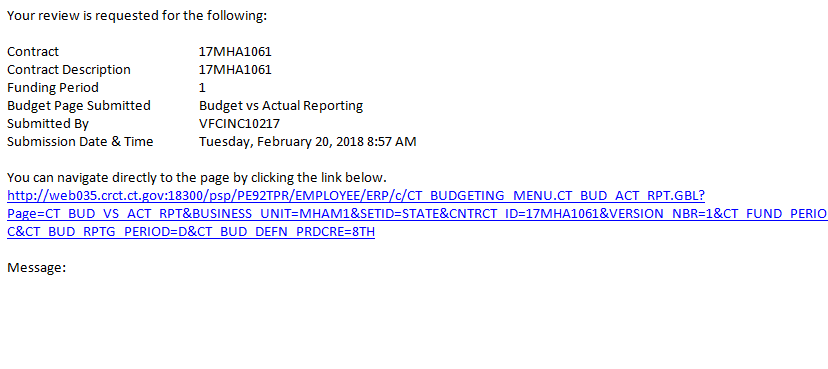 Your review is requested for the following:
Contract 17MHA1061
Contract Description 17MHA1061
Funding Period 1
Budget Page Submitted Budget vs Actual Reporting
Submitted By VFCINC10217
Submission Date & Time Tuesday, February 20, 2018 8:57 AM
You can navigate directly to the page by clicking the link below.
http://web035.crct.ct.gov:18300/psp/PE92TPR/EMPLOYEE/ERP/c/CT_BUDGETING_MENU.CT_BUD_ACT_RPT.GBL?
Page=CT_BUD_VS_ACT_RPT&BUSINESS_UNIT=MHAM1&SETID=STATE&CNTRCT_ID=17MHA1061&VERSION_NBR=1&CT_FUND_PERIO
C&CT_BUD_RPTG_PERIOD=D&CT_BUD_DEFN_PRDCRE=8TH
Message: